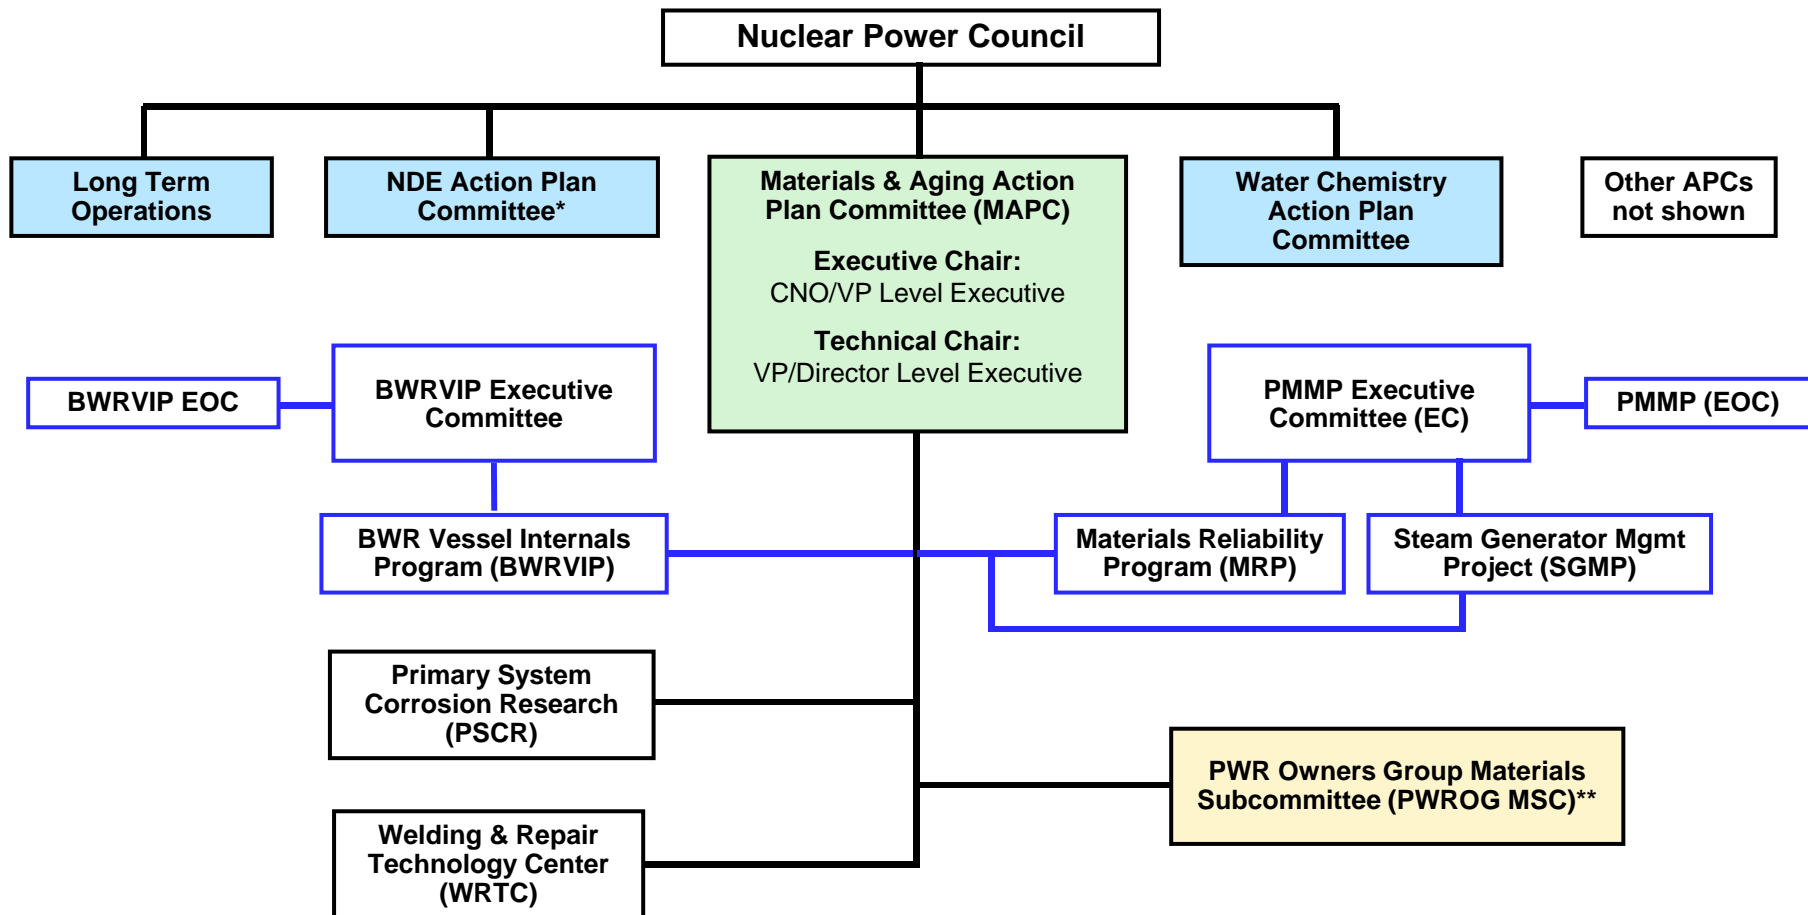 Nuclear Power Council
Long Term
Operations
NDE Action Plan
Committee*
Materials & Aging Action
Plan Committee (MAPC)
Executive Chair:
CNO/VP Level Executive
Technical Chair:
VP/Director Level Executive
Water Chemistry
Action Plan
Committee
Other APCs
not shown
BWRVIP EOC
BWRVIP Executive
Committee
PMMP Executive
Committee (EC)
PMMP (EOC)
BWR Vessel Internals
Program (BWRVIP)
Materials Reliability
Program (MRP)
Steam Generator Mgmt
Project (SGMP)
Primary System
Corrosion Research
(PSCR)
PWR Owners Group Materials
Subcommittee (PWROG MSC)**
Welding & Repair
Technology Center
(WRTC)